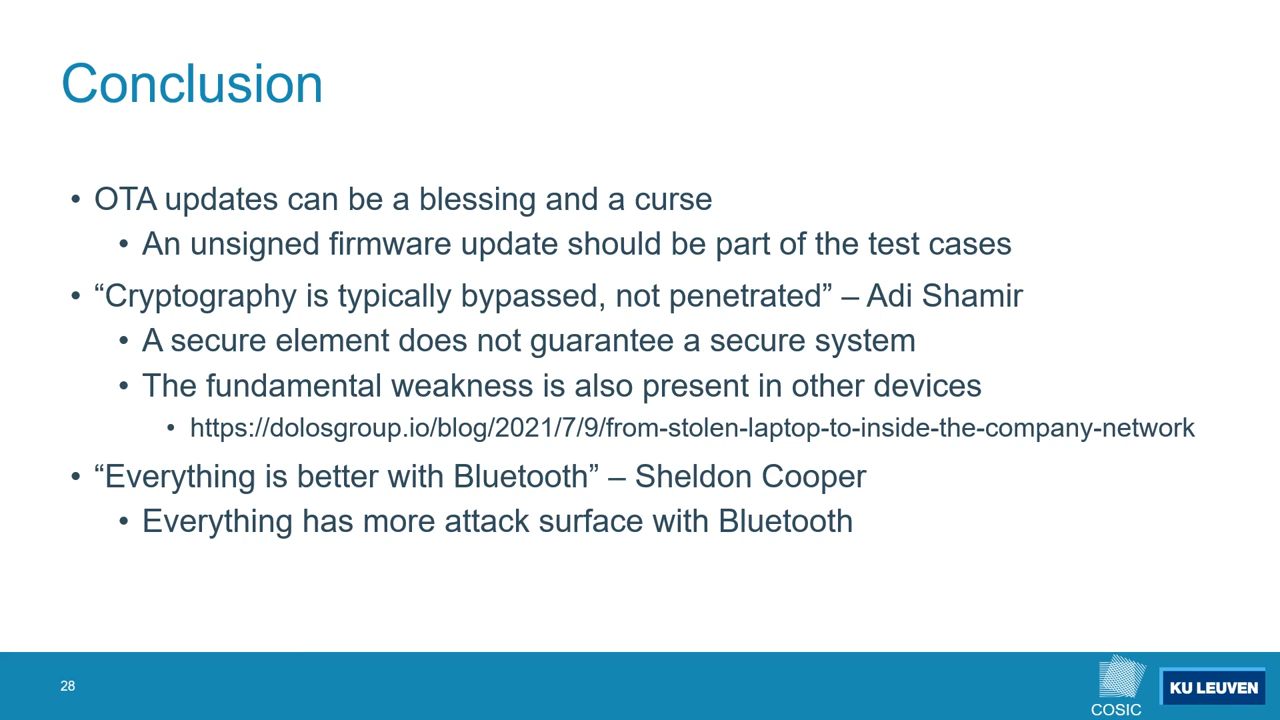 Conclusion
• OTA updates can be a blessing and a curse
• An unsigned firmware update should be part of the test cases
• “Cryptography is typically bypassed, not penetrated” – Adi Shamir
• A secure element does not guarantee a secure system
• The fundamental weakness is also present in other devices
• https://dolosgroup.io/blog/2021/7/9/from-stolen-laptop-to-inside-the-company-network
• “Everything is better with Bluetooth” – Sheldon Cooper
• Everything has more attack surface with Bluetooth
28
COSIC
KU LEUVEN